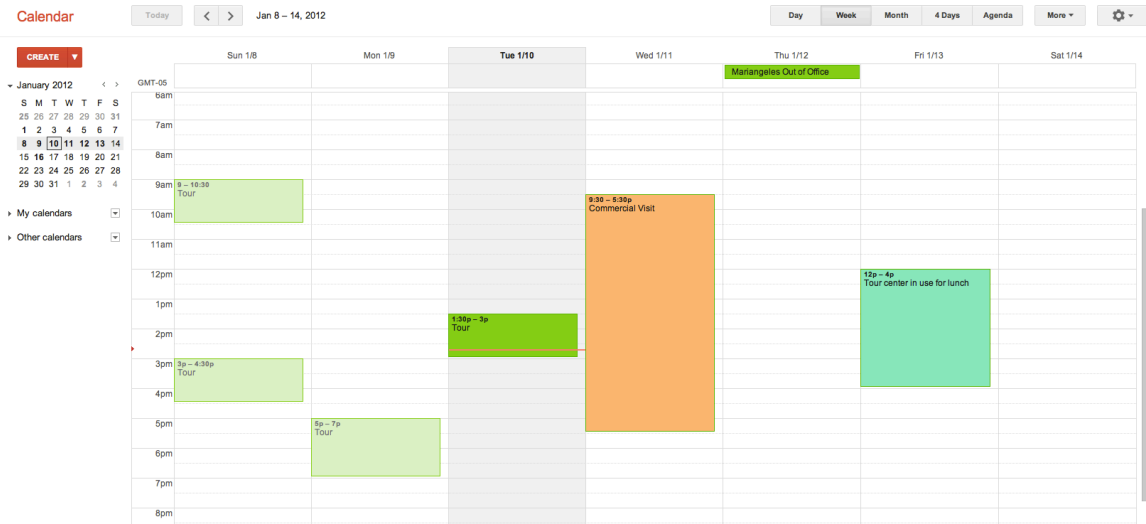 Calendar
Today
Jan 8 – 14, 2012
Day Week Month 4 Days Agenda
More
CREATE
January 2012
S M T W T F S
25 26 27 28 29 30 31
1 2 3 4 5 6 7
8 9 10 11 12 13 14
15 16 17 18 19 20 21
22 23 24 25 26 27 28
29 30 31 1 2 3 4
My calendars
Other calendars
Sun 1/8 Mon 1/9 Tue 1/10 Wed 1/11 Thu 1/12 Fri 1/13 Sat 1/14
GMT-05
Mariangeles Out of Office
6am
7am
8am
9am
10am
11am
12pm
1pm
2pm
3pm
4pm
5pm
6pm
7pm
8pm
9 – 10:30
Tour
3p – 4:30p
Tour
5p – 7p
Tour
1:30p – 3p
Tour
9:30 – 5:30p
Commercial Visit
12p – 4p
Tour center in use for lunch